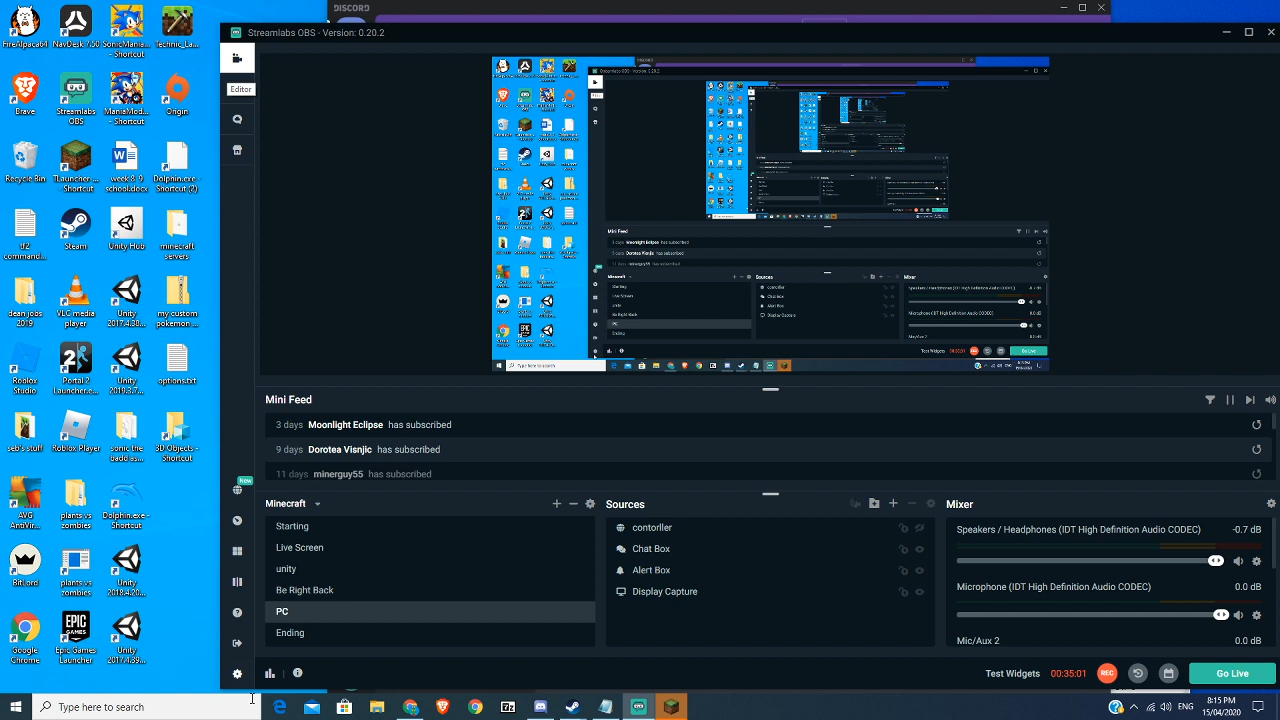 DISCORD
Streamlabs OBS - Version: 0.20.2
Editor
FireAlpaca64
NavDesk 7.50
SonicMania... - Shortcut
Technic_La...
Brave
Streamlabs OBS
ManiaMod... - Shortcut
Origin
Recycle Bin
TLauncher - Shortcut
week-8-9-scienc.docx
Dolphin.exe - Shortcut (2)
tf2 command...
Steam
Unity Hub
minecraft servers
dean jobs 2019
VLC media player
Unity 2017.4.30...
my custom pokemon ...
Roblox Studio
Portal 2 Launcher.e...
Unity 2019.3.7...
options.txt
seb's stuff
Roblox Player
sonic the badd as...
3D Objects - Shortcut
AVG AntiVir...
plants vs zombies
Dolphin.exe - Shortcut
BitLord
plants vs zombies
Unity 2018.4.20...
Google Chrome
Epic Games Launcher
Unity 2017.4.39...
Mini Feed
3 days Moonlight Eclipse has subscribed
9 days Dorotea Visnjic has subscribed
11 days minerguy55 has subscribed
New
Minecraft
Starting
Live Screen
unity
Be Right Back
PC
Ending
Sources
contorller
Chat Box
Alert Box
Display Capture
Mixer
Speakers / Headphones (IDT High Definition Audio CODEC) -0.7 dB
Microphone (IDT High Definition Audio CODEC) 0.0 dB
Mic/Aux 2 0.0 dB
Test Widgets 00:35:01 REC Go Live
Type here to search
ENG
8:15 PM
15/04/2020